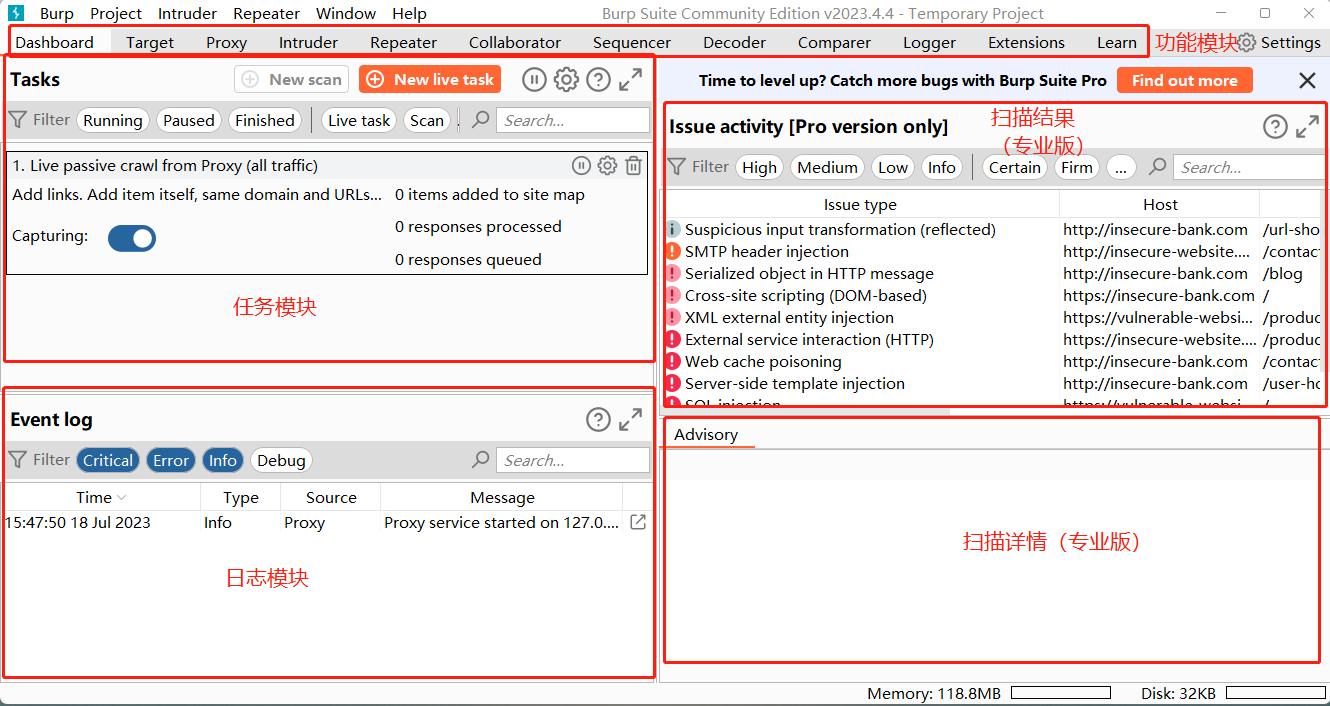 Burp Project Intruder Repeater Window Help Burp Suite Community Edition v2023.4.4 - Temporary Project
Dashboard Target Proxy Intruder Repeater Collaborator Sequencer Decoder Comparer Logger Extensions Learn 功能模块 Settings
Tasks New scan New live task
Filter Running Paused Finished Live task Scan Search...
1. Live passive crawl from Proxy (all traffic)
Add links. Add item itself, same domain and URLs... 0 items added to site map
0 responses processed
Capturing:
0 responses queued
任务模块
Event log
Filter Critical Error Info Debug Search...
Time Type Source Message
15:47:50 18 Jul 2023 Info Proxy Proxy service started on 127.0....
日志模块
Time to level up? Catch more bugs with Burp Suite Pro Find out more
Issue activity [Pro version only] 扫描结果
（专业版）
Filter High Medium Low Info Certain Firm ... Search...
Issue type Host
Suspicious input transformation (reflected) http://insecure-bank.com /url-sho
SMTP header injection http://insecure-website.... /contac
Serialized object in HTTP message http://insecure-bank.com /blog
Cross-site scripting (DOM-based) https://insecure-bank.com /
XML external entity injection https://vulnerable-websi... /produc
External service interaction (HTTP) https://insecure-website.... /produc
Web cache poisoning http://insecure-bank.com /contac
Server-side template injection http://insecure-bank.com /user-ho
SQL injection https://vulnerable-websi... /
Advisory
扫描详情（专业版）
Memory: 118.8MB Disk: 32KB